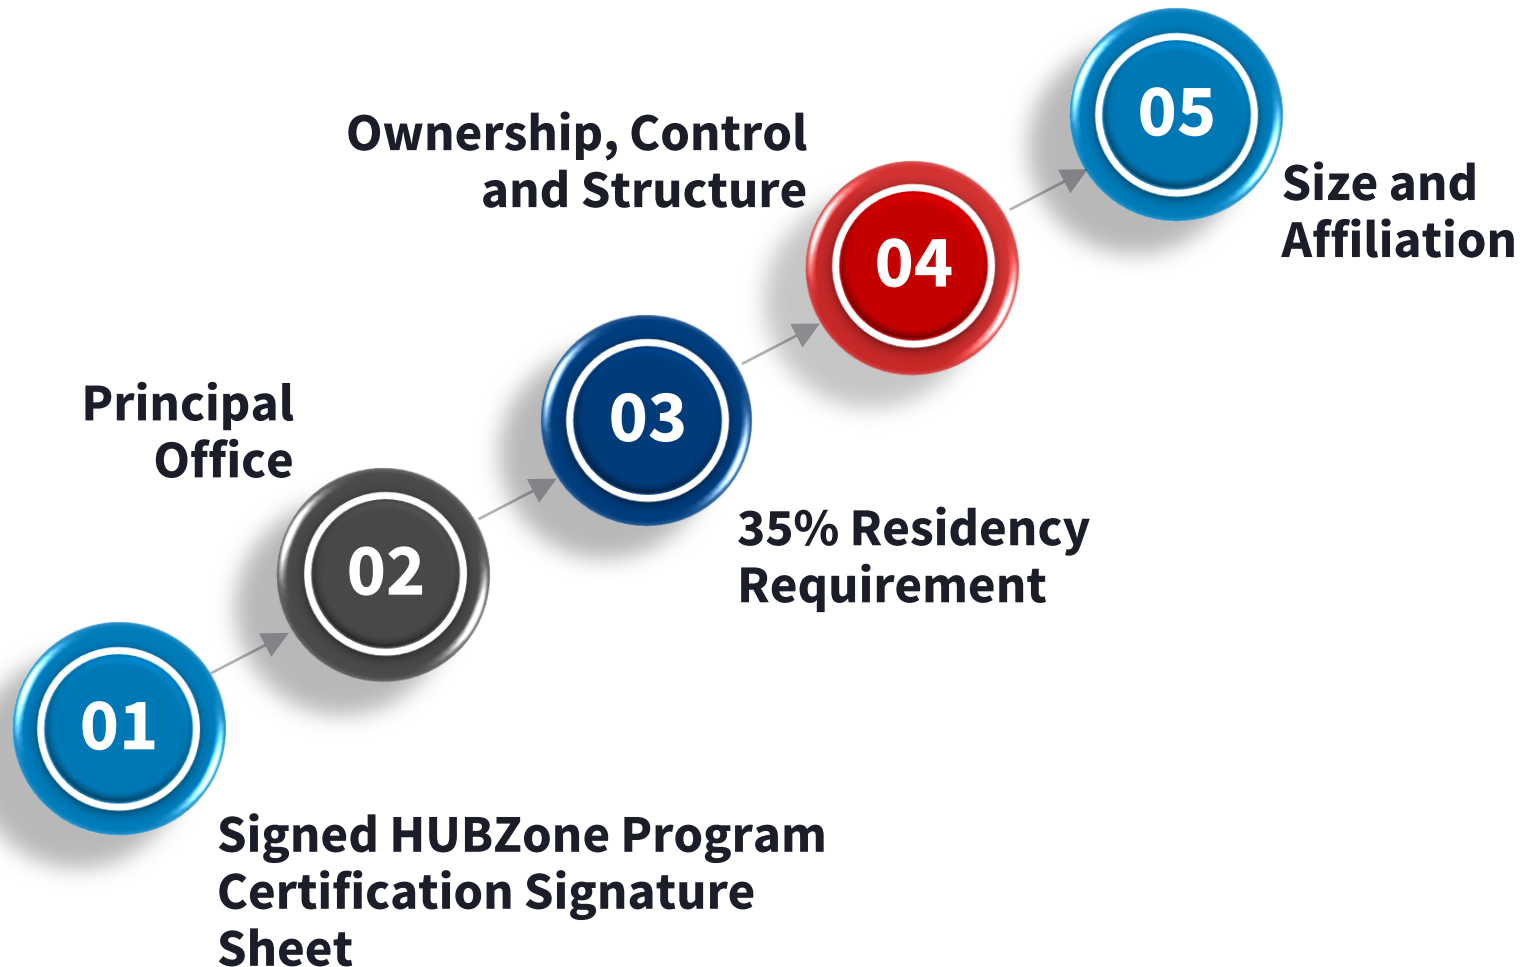 01
Signed HUBZone Program
Certification Signature
Sheet
02
Principal
Office
03
35% Residency
Requirement
04
Ownership, Control
and Structure
05
Size and
Affiliation